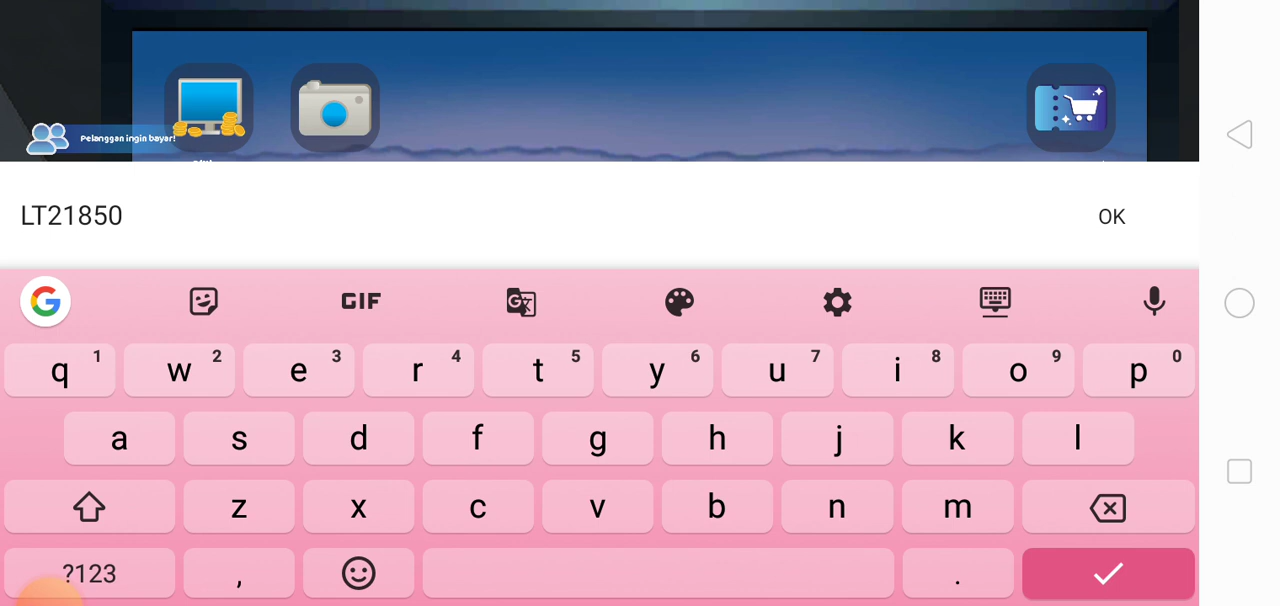 Pelanggan ingin bayar!
LT21850
OK
GIF
q 1 w 2 e 3 r 4 t 5 y 6 u 7 i 8 o 9 p 0
a s d f g h j k l
z x c v b n m
?123 , .